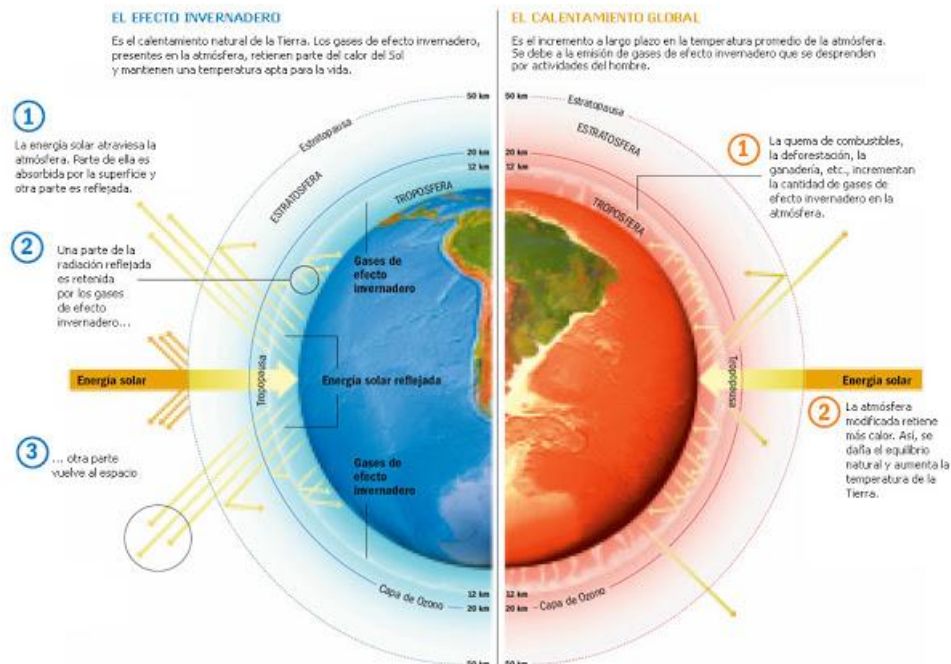 EL EFECTO INVERNADERO
Es el calentamiento natural de la Tierra. Los gases de efecto invernadero,
presentes en la atmósfera, retienen parte del calor del Sol
y mantienen una temperatura apta para la vida.
1
La energía solar atraviesa la
atmósfera. Parte de ella es
absorbida por la superficie y
otra parte es reflejada.
2
Una parte de la
radiación reflejada
es retenida
por los gases
de efecto
invernadero...
Energía solar
3
... otra parte
vuelve al espacio
50 km
Estratopausa
20 km
12 km
ESTRATOSFERA
TROPOSFERA
Gases de
efecto
invernadero
Tropopausa
Energía solar reflejada
Gases de
efecto
invernadero
Capa de Ozono
12 km
20 km
50 km
EL CALENTAMIENTO GLOBAL
Es el incremento a largo plazo en la temperatura promedio de la atmósfera.
Se debe a la emisión de gases de efecto invernadero que se desprenden
por actividades del hombre.
50 km
Estratopausa
ESTRATOSFERA
20 km
12 km
TROPOSFERA
1
La quema de combustibles,
la deforestación, la
ganadería, etc., incrementan
la cantidad de gases de
efecto invernadero en la
atmósfera.
Tropopausa
Energía solar
2
La atmósfera
modificada retiene
más calor. Así, se
daña el equilibrio
natural y aumenta la
temperatura de la
Tierra.
12 km
20 km
Capa de Ozono
50 km